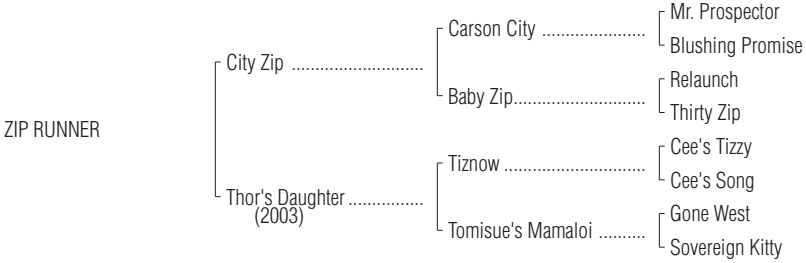 Mr. Prospector
Carson City ......................
Blushing Promise
City Zip ............................
Relaunch
Baby Zip............................
Thirty Zip
ZIP RUNNER
Cee's Tizzy
Tiznow ..............................
Cee's Song
Thor's Daughter ................
(2003)
Gone West
Tomisue's Mamaloi ..........
Sovereign Kitty